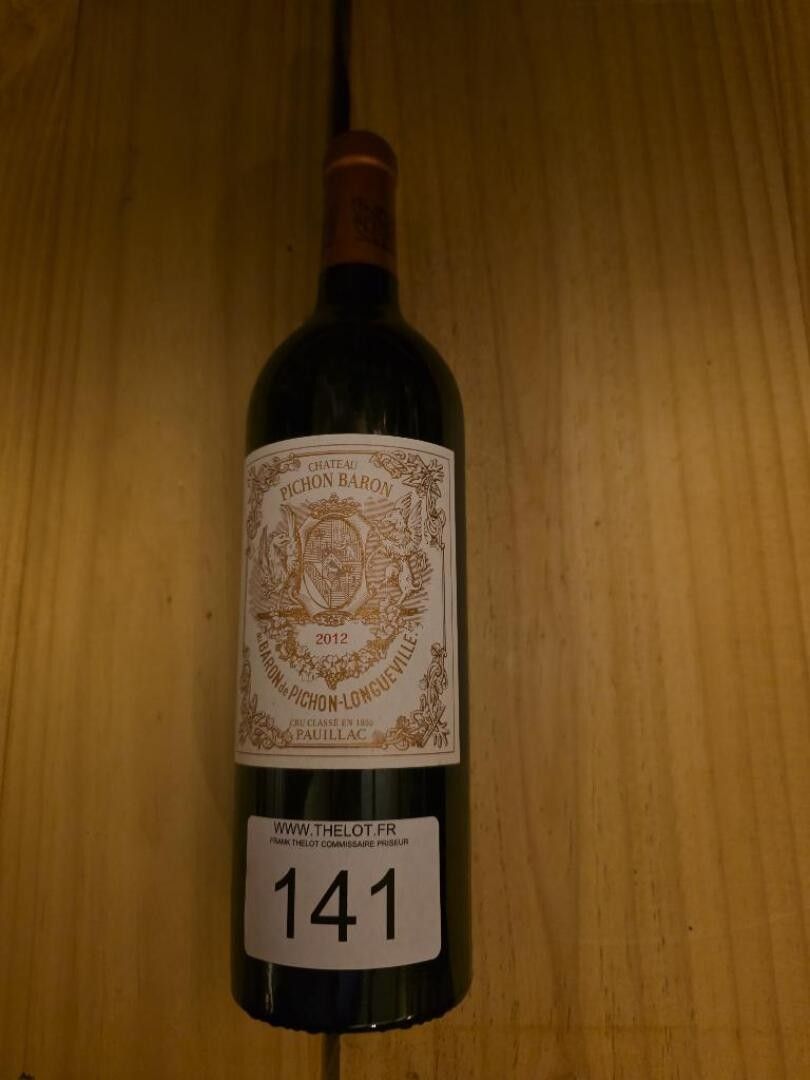 CHATEAU
PICHON BARON
2012
au BARON de PICHON-LONGUEVILLE
CRU CLASSÉ EN 1855
PAUILLAC
WWW.THELOT.FR
FRANK THELOT COMMISSAIRE PRISEUR
141